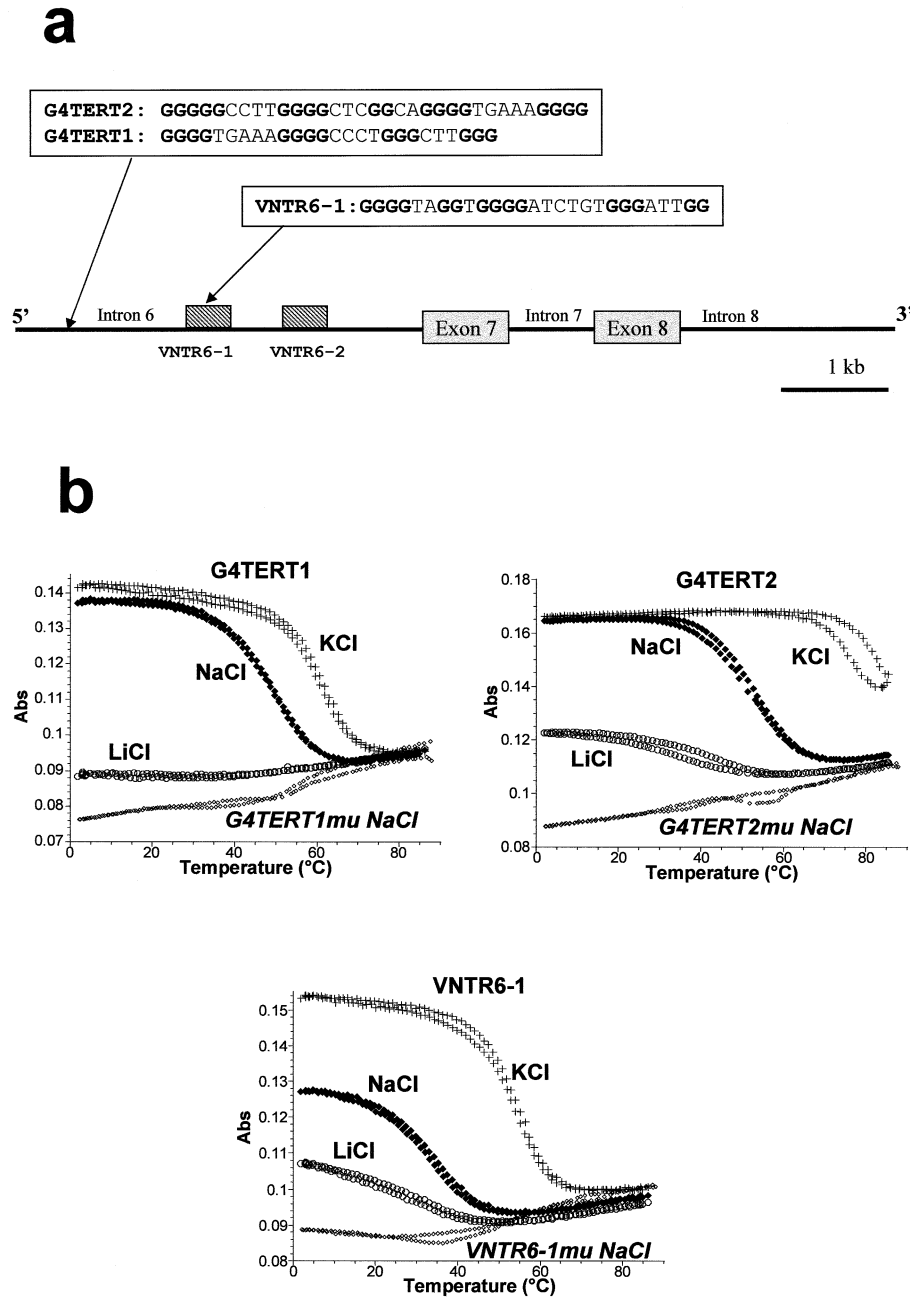 a
G4TERT2: GGGGGCCTTGGGGCTCGGCAGGGGTGAAAGGGG
G4TERT1: GGGGTGAAAGGGGCCCTGGGCTTGGG
VNTR6-1:GGGGTAGGTGGGGATCTGTGGGATTGG
5' Intron 6 Exon 7 Intron 7 Exon 8 Intron 8 3'
VNTR6-1 VNTR6-2
1 kb
b
G4TERT1
0.14
0.13
0.12
0.1
0.1
0.09
0.08
0.07
Abs
KCl
NaCl
LiCl
G4TERT1mu NaCl
0 20 40 60 80
Temperature (°C)
G4TERT2
0.18
0.16
0.14
0.12
0.1
0.08
Abs
NaCl
KCl
LiCl
G4TERT2mu NaCl
0 20 40 60 80
Temperature (°C)
VNTR6-1
0.15
0.13
0.12
0.11
0.1
0.09
0.08
Abs
KCl
NaCl
LiCl
VNTR6-1mu NaCl
0 20 40 60 80
Temperature (°C)